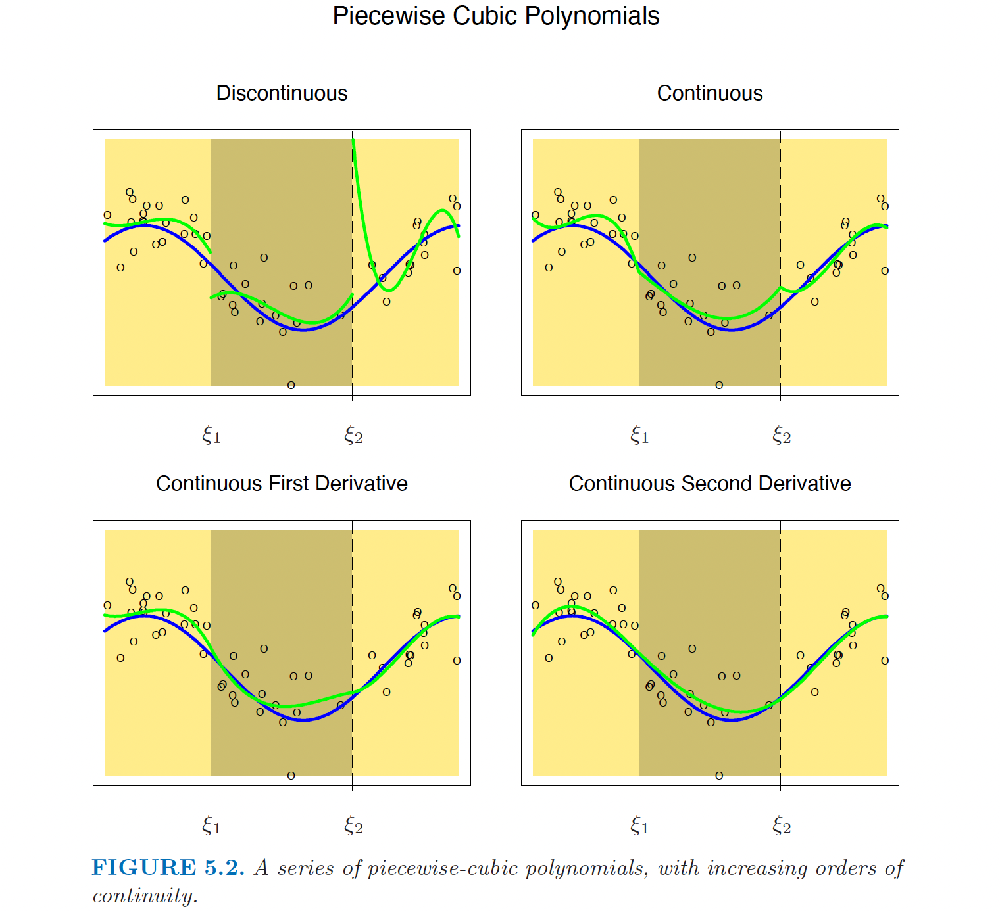 Piecewise Cubic Polynomials
Discontinuous
Continuous
ξ1
ξ2
ξ1
ξ2
Continuous First Derivative
Continuous Second Derivative
ξ1
ξ2
ξ1
ξ2
FIGURE 5.2. A series of piecewise-cubic polynomials, with increasing orders of
continuity.